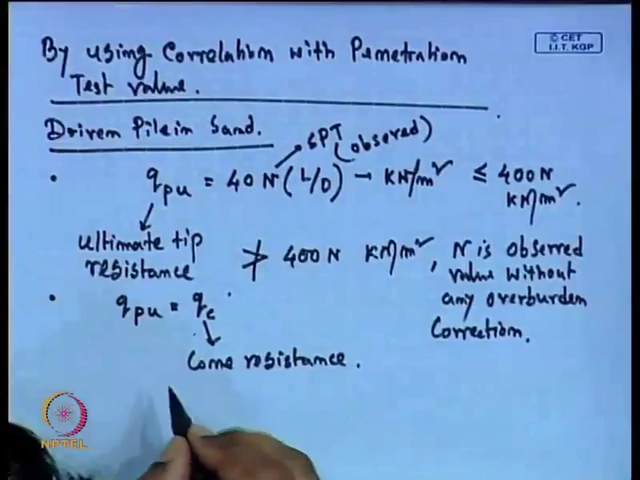 © CET
I.I.T. KGP
By using Correlation with Penetration
Test value.
Driven Pile in Sand.
SPT (observed)
• qpu = 40 N (L/D) – KN/m² ≤ 400 N
KN/m².
Ultimate tip
resistance
≯ 400 N KN/m², N is observed
value without
any overburden
Correction.
• qpu = qc
Cone resistance.
NPTEL